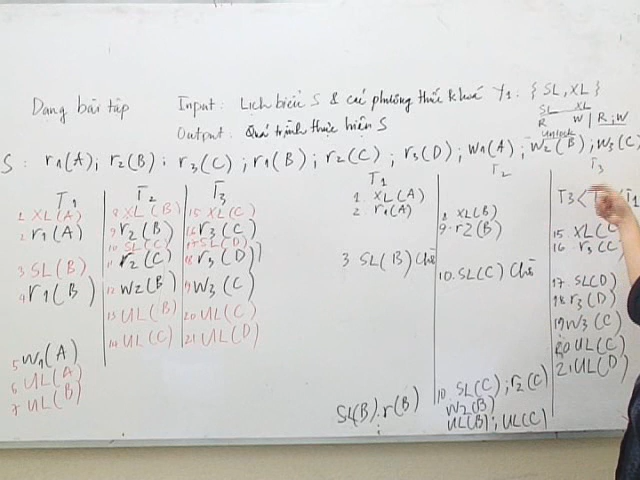 Dạng bài tập
Input: Lịch biểu S & các phương thức khoá Y1: { SL, XL }
SL XL
R W | R, W
Output: Quá trình thực hiện S
Unlock
S: r1(A); r2(B); r3(C); r1(B); r2(C); r3(D); w1(A); w2(B); w3(C)
T1 T2 T3
1 XL(A)
2 r1(A)
3 SL(B)
4 r1(B)
5 W1(A)
6 UL(A)
7 UL(B)
8 XL(B)
9 r2(B)
10 SL(C)
11 r2(C)
12 W2(B)
13 UL(B)
14 UL(C)
15 XL(C)
16 r3(C)
17 SL(D)
18 r3(D)
19 W3(C)
20 UL(C)
21 UL(D)
T1
1. XL(A)
2 r1(A)
3 SL(B) Chờ
SL(B); r(B)
T2
8 XL(B)
9. r2(B)
10. SL(C) Chờ
10. SL(C); r2(C)
W2(B)
UL(B); UL(C)
T3
T3 <
15 XL(C
16 r3(C)
17 SL(D)
18 r3(D)
19 W3(C)
20 UL(C)
21 UL(D)